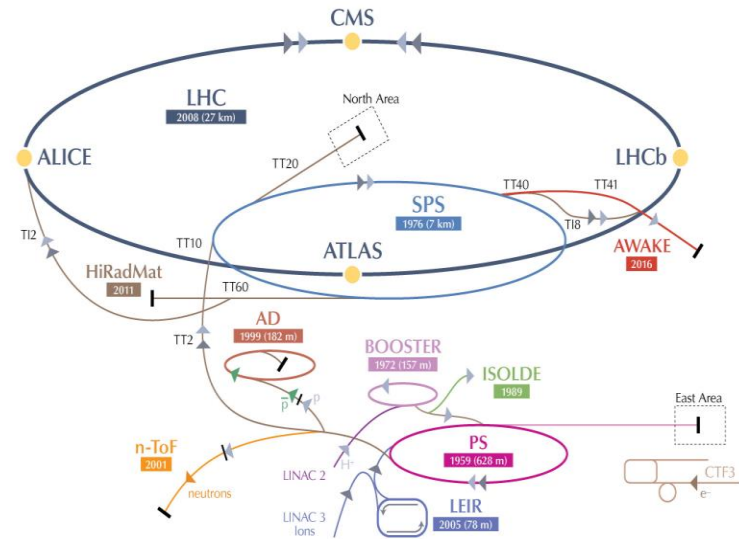 CMS
LHC
2008 (27 km)
North Area
ALICE
LHCb
TT20
TT40
TT41
SPS
1976 (7 km)
TI8
TT10
TI2
ATLAS
AWAKE
2016
HiRadMat
2011
TT60
AD
1999 (182 m)
TT2
BOOSTER
1972 (157 m)
ISOLDE
1989
p
p̅
East Area
n-ToF
2001
PS
1959 (628 m)
LINAC 2
H⁻
neutrons
CTF3
e⁻
LINAC 3
Ions
LEIR
2005 (78 m)